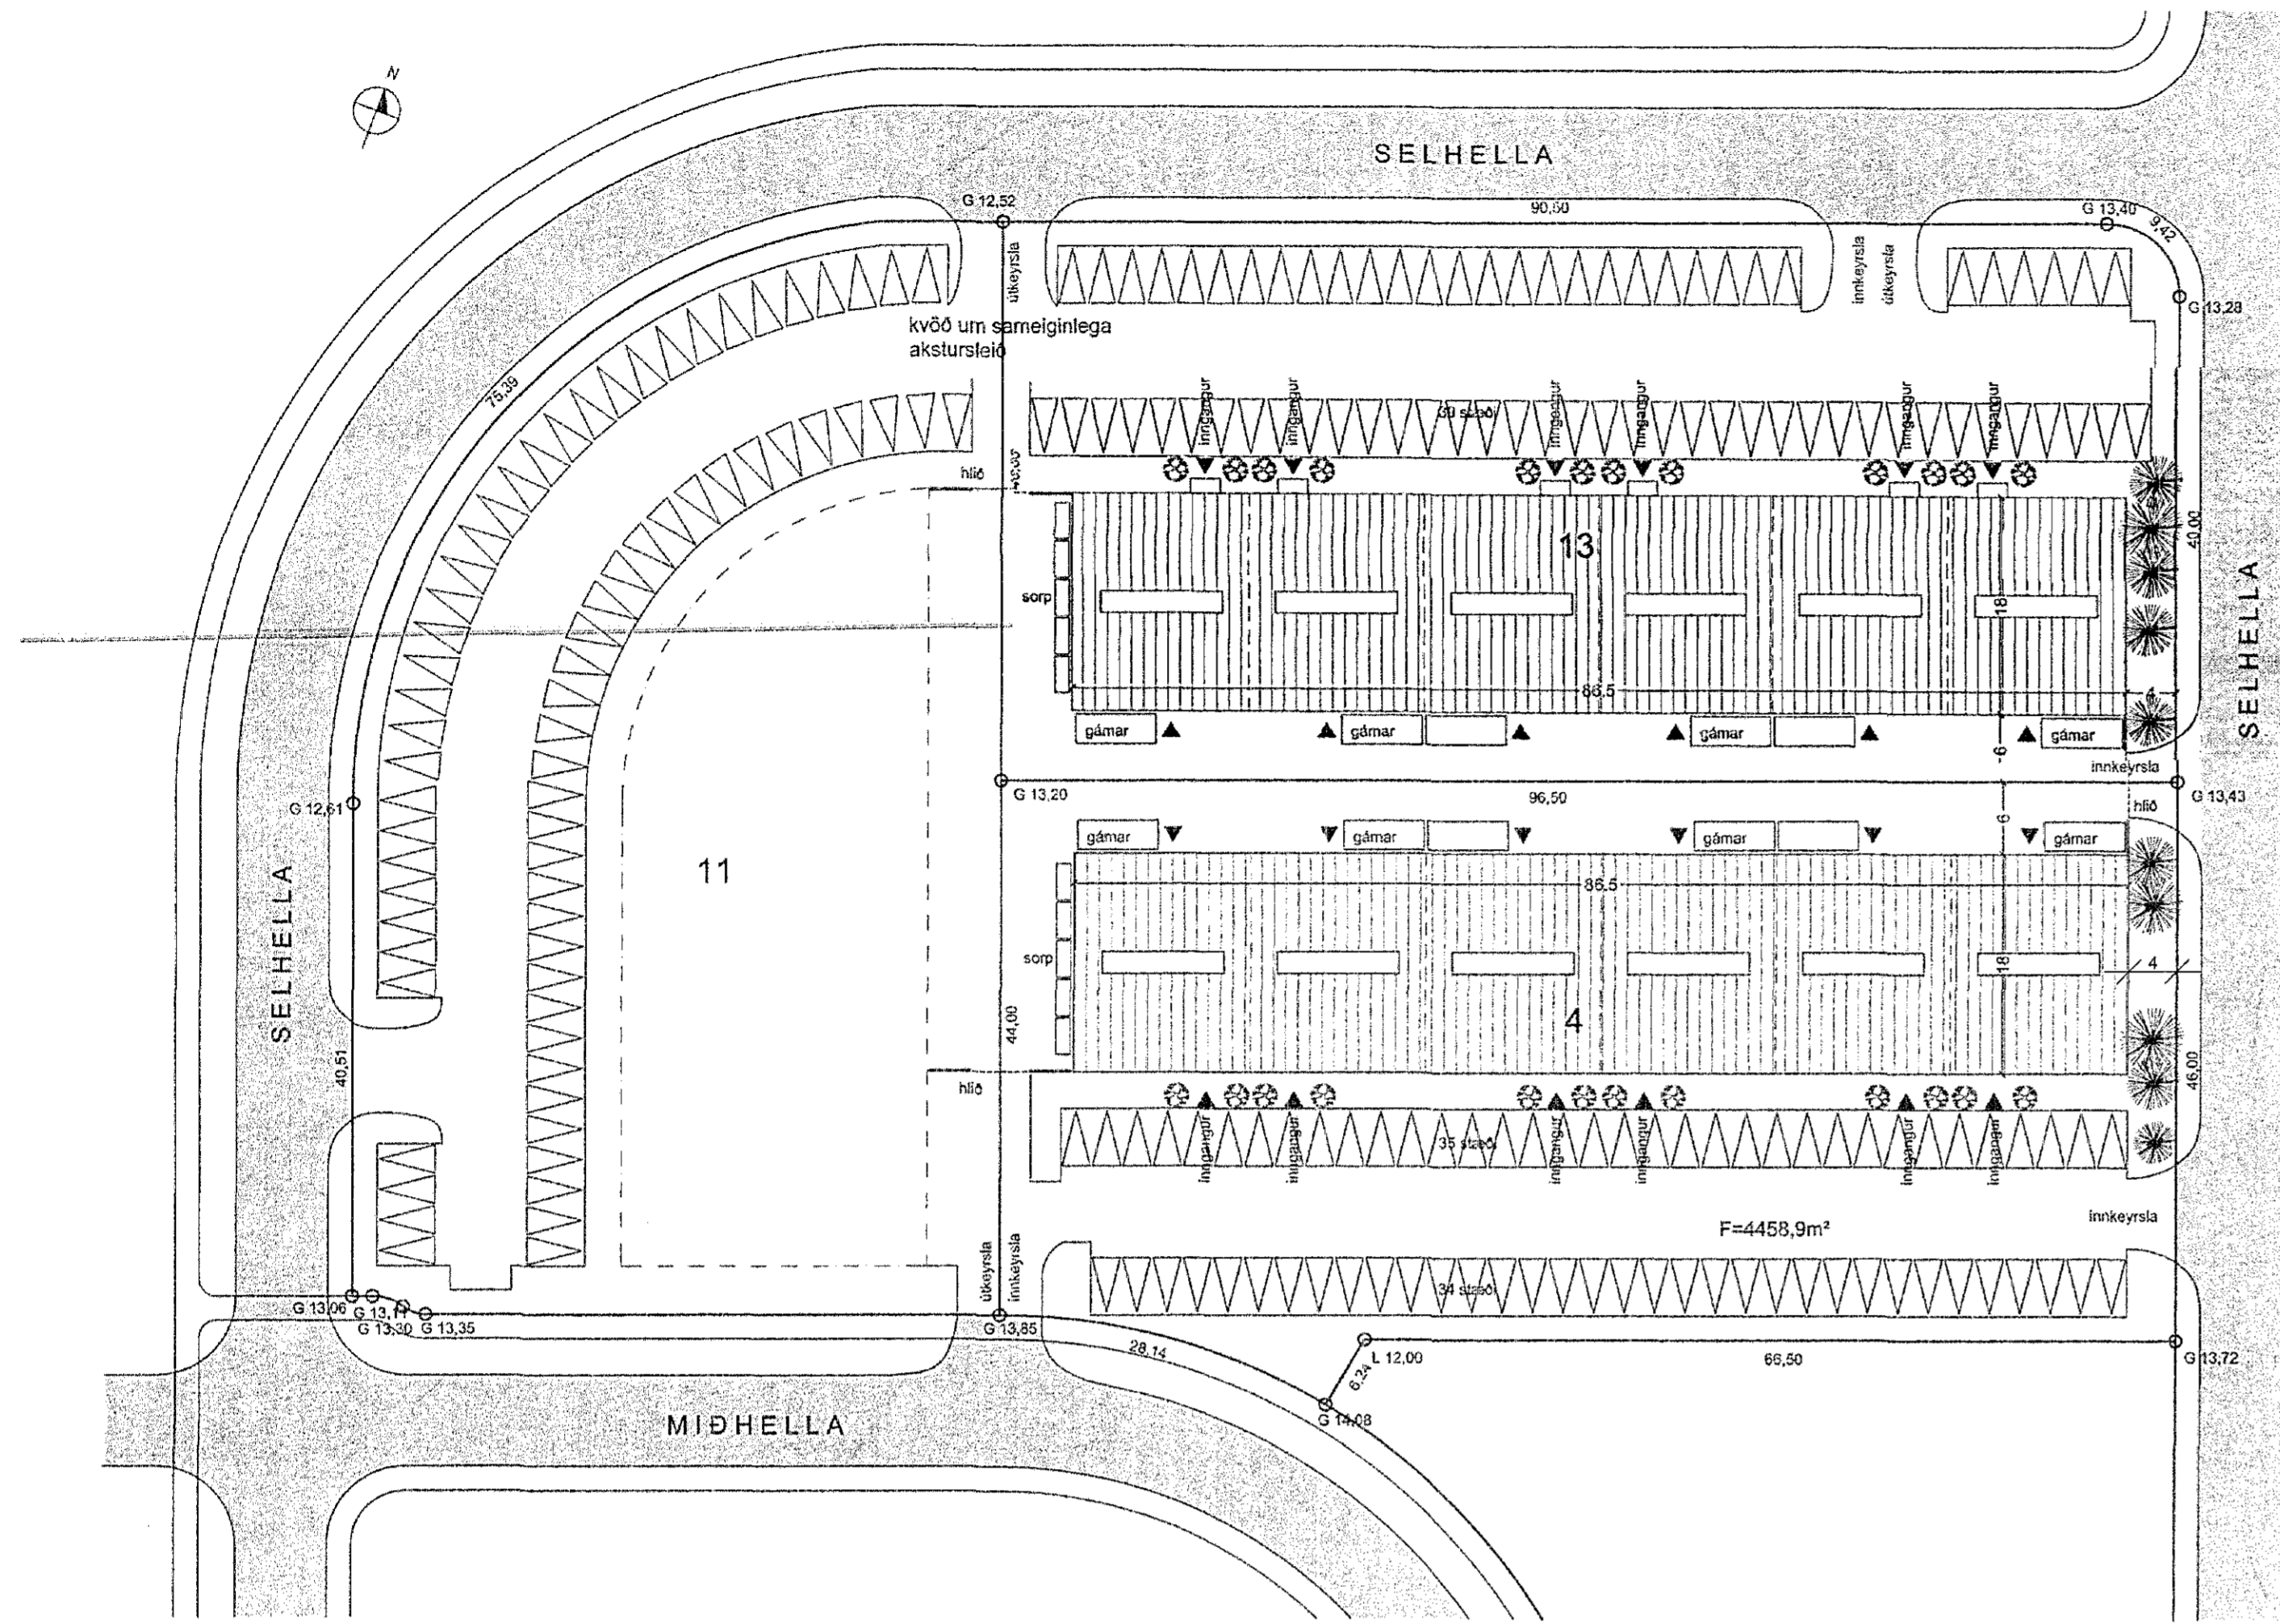 N
SELHELLA
G 12,52
90,50
G 13,40
9,42
útkeyrsla
innkeyrsla
útkeyrsla
G 13,28
kvöð um sameiginlega
akstursleið
75,39
inngangur
inngangur
inngangur
inngangur
inngangur
inngangur
stæði
hlið
13
40,00
sorp
18
SELHELLA
86,5
4
gámar
gámar
gámar
gámar
6
innkeyrsla
G 12,61
G 13,20
96,50
G 13,43
hlið
6
gámar
gámar
gámar
gámar
11
86,5
SELHELLA
sorp
18
4
44,00
4
40,51
46,00
hlið
35 stæði
inngangur
inngangur
inngangur
inngangur
inngangur
inngangur
innkeyrsla
F=4458,9m²
útkeyrsla
innkeyrsla
34 stæði
G 13,06
G 13,11
G 13,30
G 13,35
G 13,85
28,14
L 12,00
66,50
G 13,72
6,24
G 14,08
MIÐHELLA